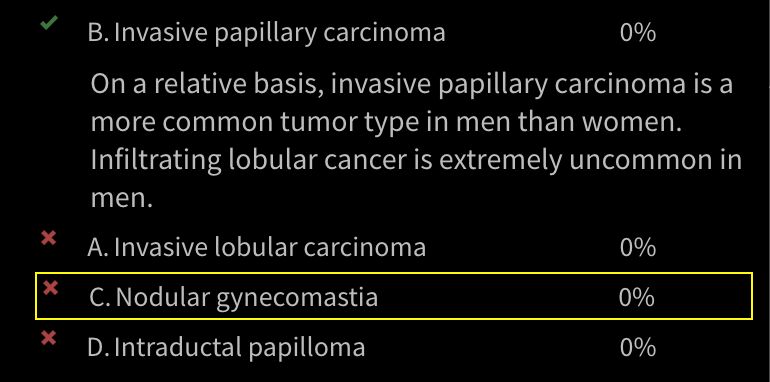 B. Invasive papillary carcinoma 0%
On a relative basis, invasive papillary carcinoma is a
more common tumor type in men than women.
Infiltrating lobular cancer is extremely uncommon in
men.
A. Invasive lobular carcinoma 0%
C. Nodular gynecomastia 0%
D. Intraductal papilloma 0%